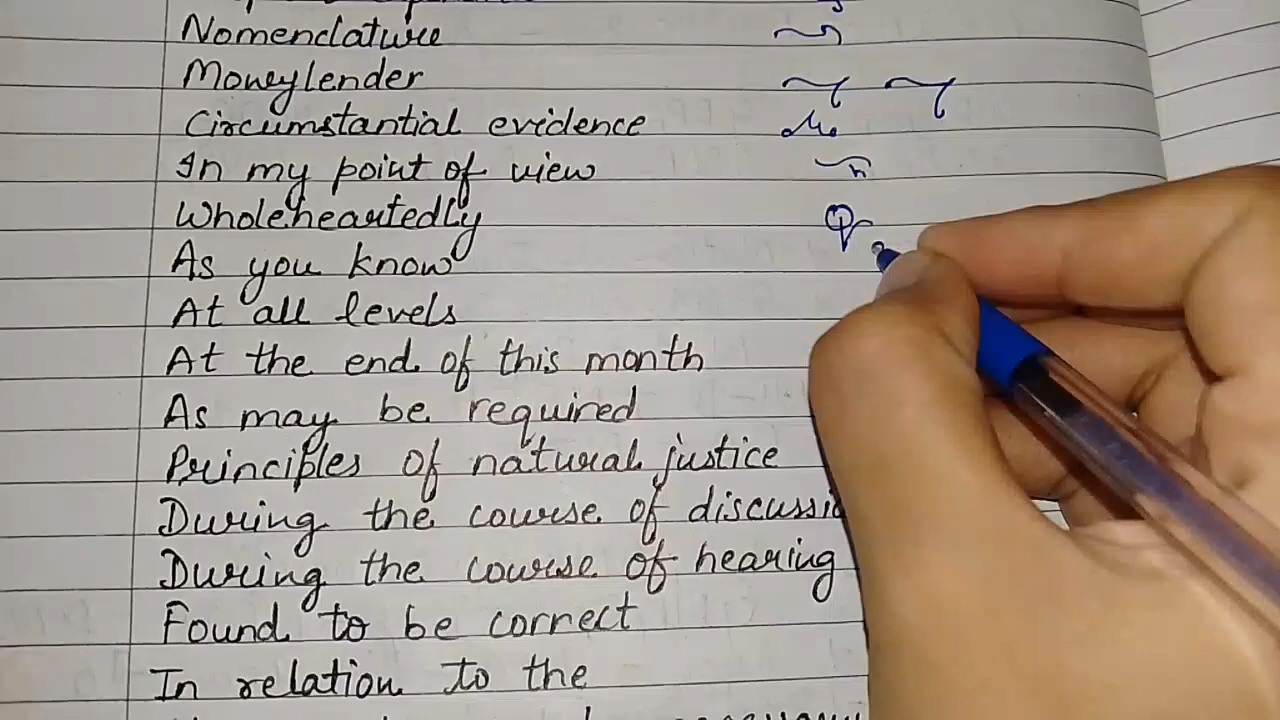 Nomenclature
Moneylender
Circumstantial evidence
In my point of view
Wholeheartedly
As you know
At all levels
At the end of this month
As may be required
Principles of natural justice
During the course of
During the course of hearing
Found to be correct
In relation to the